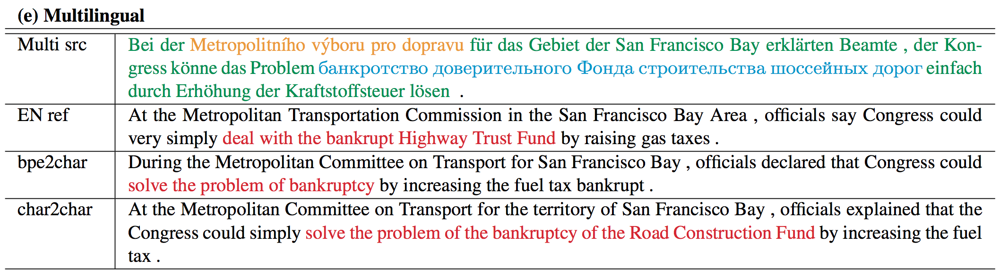 (e) Multilingual
Multi src
Bei der Metropolitního výboru pro dopravu für das Gebiet der San Francisco Bay erklärten Beamte , der Kon-
gress könne das Problem банкротство доверительного Фонда строительства шоссейных дорог einfach
durch Erhöhung der Kraftstoffsteuer lösen .
EN ref
At the Metropolitan Transportation Commission in the San Francisco Bay Area , officials say Congress could
very simply deal with the bankrupt Highway Trust Fund by raising gas taxes .
bpe2char
During the Metropolitan Committee on Transport for San Francisco Bay , officials declared that Congress could
solve the problem of bankruptcy by increasing the fuel tax bankrupt .
char2char
At the Metropolitan Committee on Transport for the territory of San Francisco Bay , officials explained that the
Congress could simply solve the problem of the bankruptcy of the Road Construction Fund by increasing the fuel
tax .